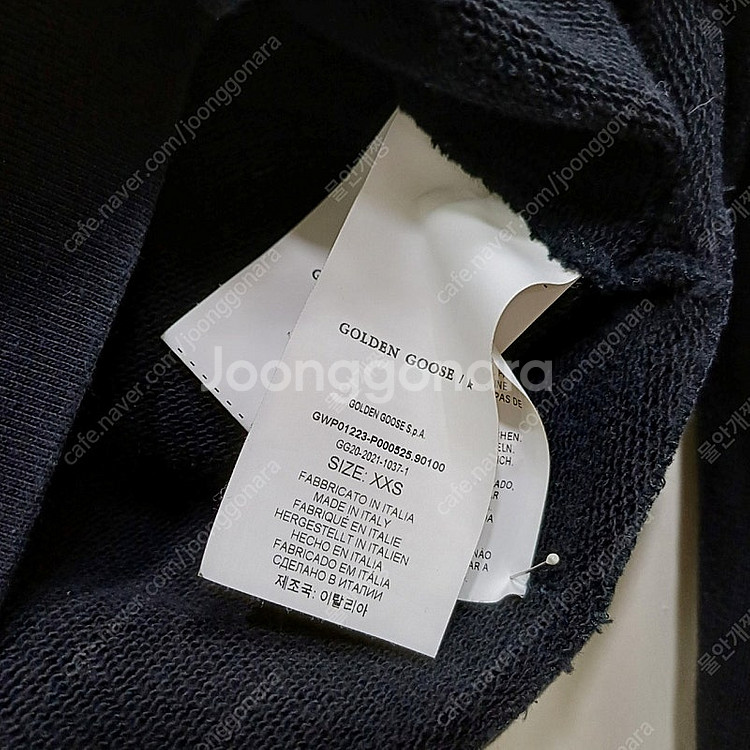 GOLDEN GOOSE / ★
GOLDEN GOOSE S.p.A.
GWP01223-P000525.90100
GG20-2021-1037-1
SIZE: XXS
FABBRICATO IN ITALIA
MADE IN ITALY
FABRIQUÉ EN ITALIE
HERGESTELLT IN ITALIEN
HECHO EN ITALIA
FABRICADO EM ITÁLIA
СДЕЛАНО В ИТАЛИИ
제조국: 이탈리아
PAS DE
Joonggonara
cafe.naver.com/joonggonara